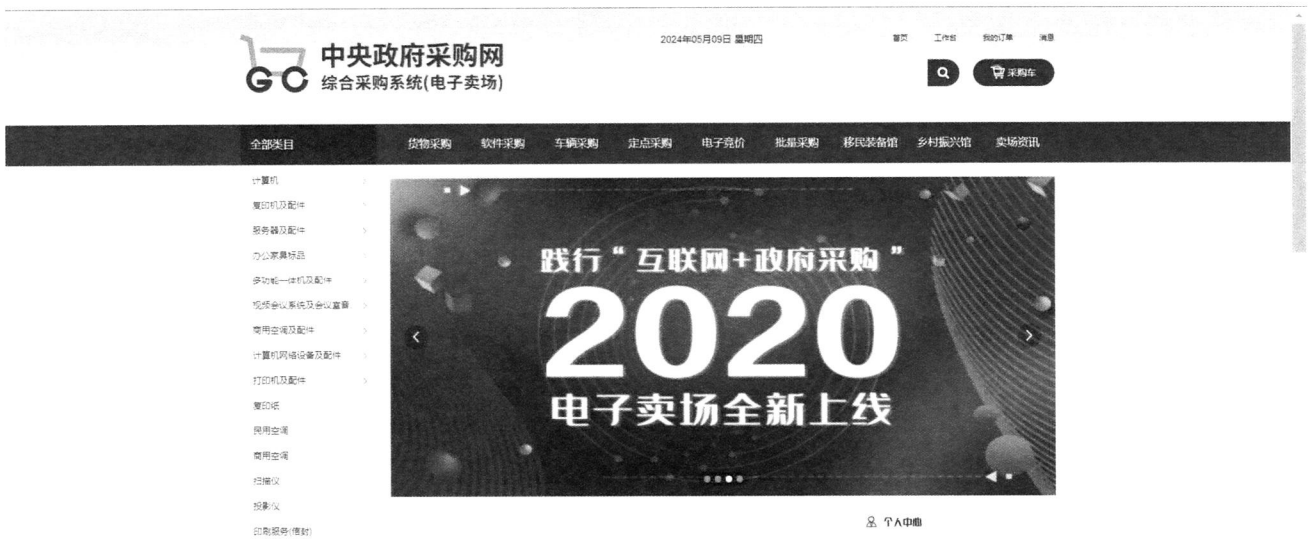 2024年05月09日 星期四
首页 工作台 我的订单 消息
GC
中央政府采购网
综合采购系统(电子卖场)
采购车
全部类目 货物采购 软件采购 车辆采购 定点采购 电子竞价 批量采购 移民装备馆 乡村振兴馆 卖场资讯
计算机
复印机及配件
服务器及配件
办公家具标品
多功能一体机及配件
视频会议系统及会议室音
商用空调及配件
计算机网络设备及配件
打印机及配件
复印纸
民用空调
商用空调
扫描仪
投影仪
印刷服务(信封)
践行“互联网+政府采购”
2020
电子卖场全新上线
个人中心